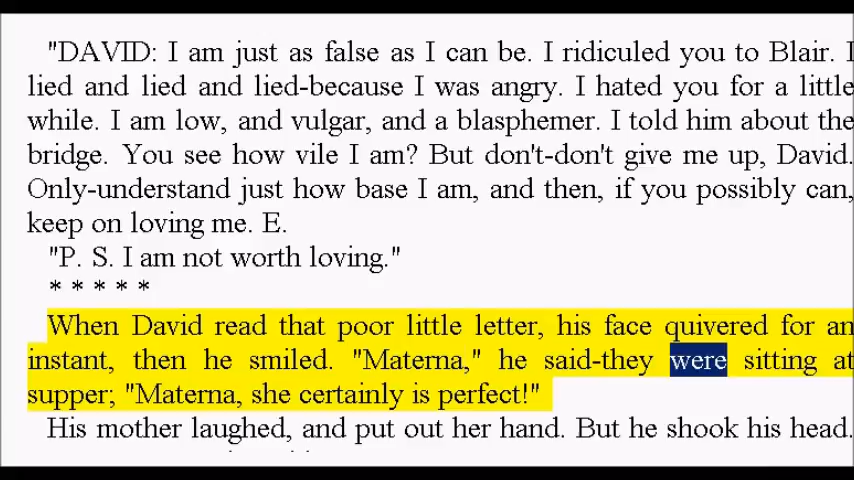 "DAVID: I am just as false as I can be. I ridiculed you to Blair. I
lied and lied and lied-because I was angry. I hated you for a little
while. I am low, and vulgar, and a blasphemer. I told him about the
bridge. You see how vile I am? But don't-don't give me up, David.
Only-understand just how base I am, and then, if you possibly can,
keep on loving me. E.
"P. S. I am not worth loving."
* * * * *
When David read that poor little letter, his face quivered for an
instant, then he smiled. "Materna," he said-they were sitting at
supper; "Materna, she certainly is perfect!"
His mother laughed, and put out her hand. But he shook his head.